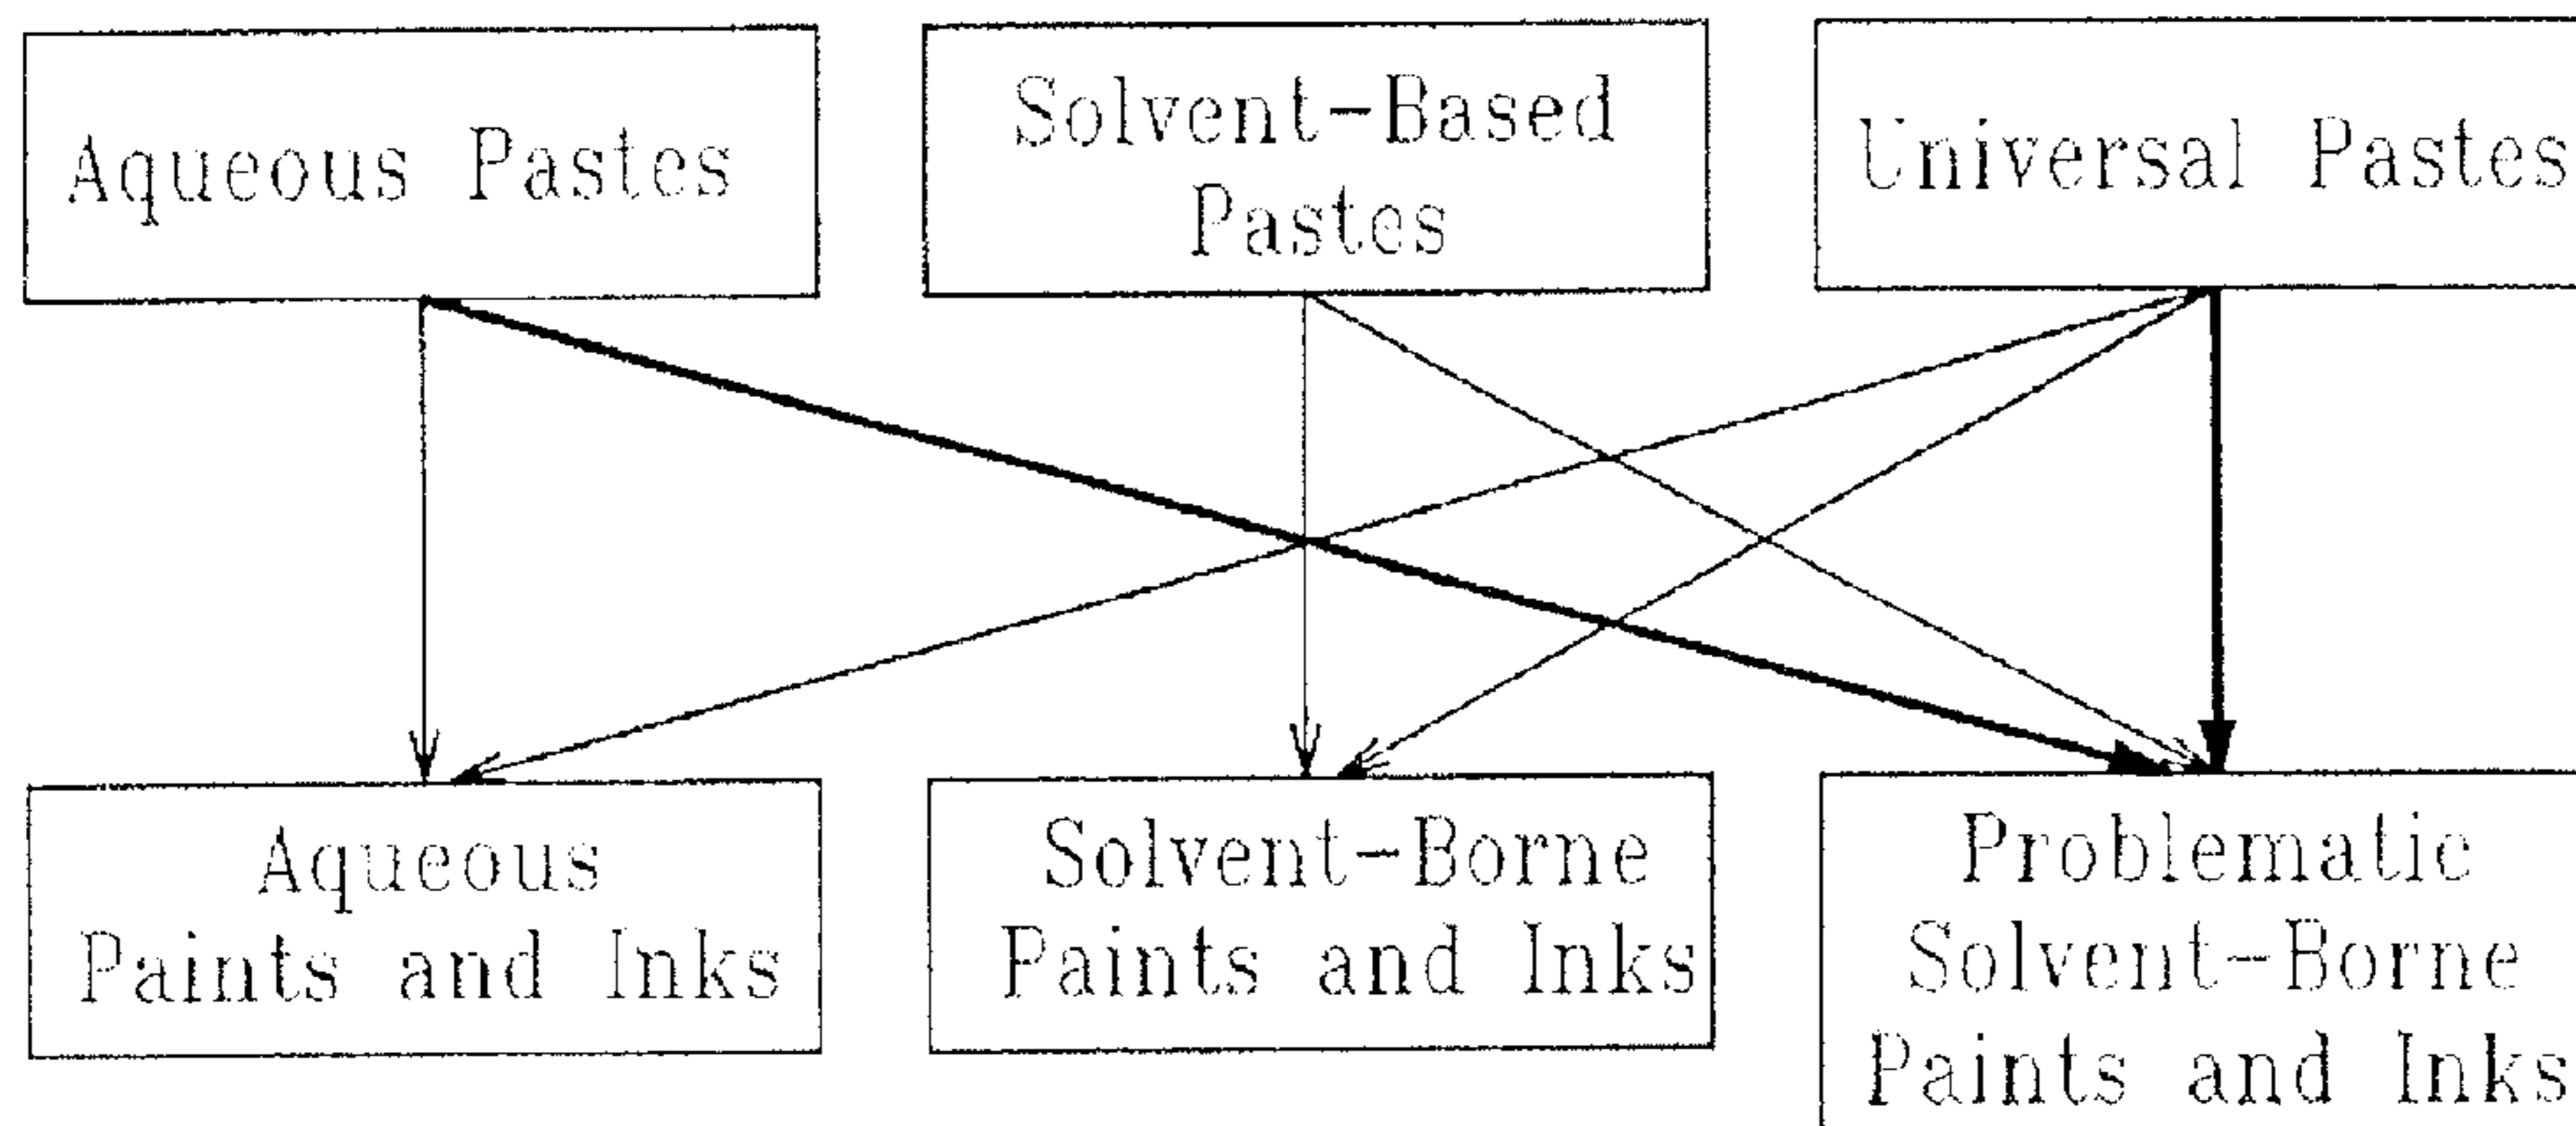 Aqueous Pastes
Solvent-Based
Pastes
Universal Pastes
Aqueous
Paints and Inks
Solvent-Borne
Paints and Inks
Problematic
Solvent-Borne
Paints and Inks